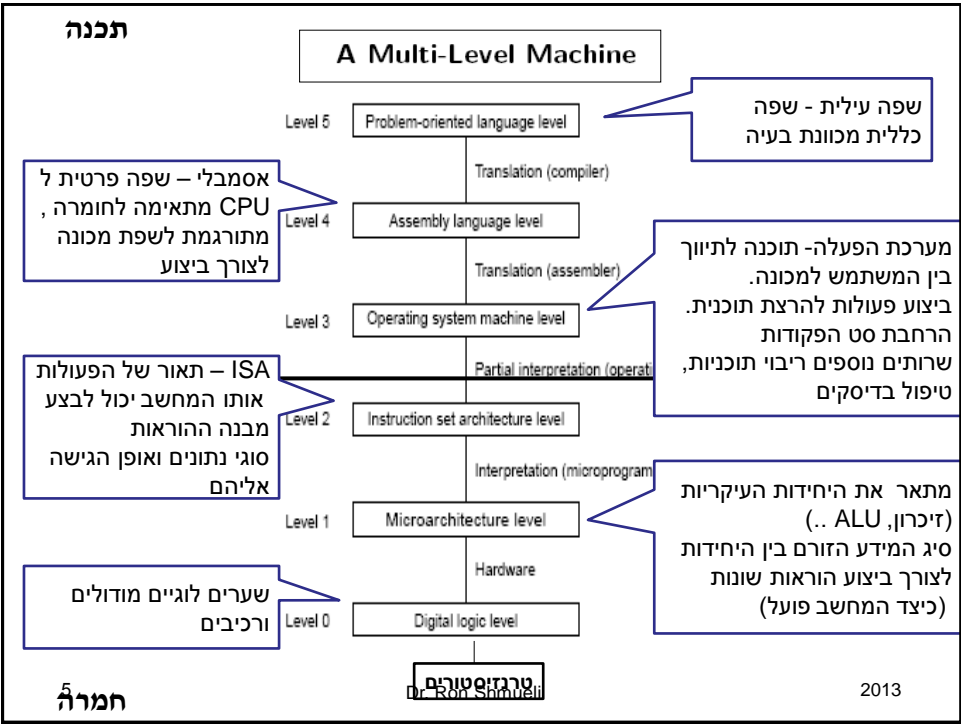 תכנה
A Multi-Level Machine
שפה עילית - שפה
כללית מכוונת בעיה
Level 5
Problem-oriented language level
Translation (compiler)
אסמבלי – שפה פרטית ל
CPU מתאימה לחומרה ,
מתורגמת לשפת מכונה
לצורך ביצוע
Level 4
Assembly language level
Translation (assembler)
מערכת הפעלה- תוכנה לתיווך
בין המשתמש למכונה.
ביצוע פעולות להרצת תוכנית.
הרחבת סט הפקודות
שרותים נוספים ריבוי תוכניות,
טיפול בדיסקים
Level 3
Operating system machine level
Partial interpretation (operati
ISA – תאור של הפעולות
אותו המחשב יכול לבצע
מבנה ההוראות
סוגי נתונים ואופן הגישה
אליהם
Level 2
Instruction set architecture level
Interpretation (microprogram
מתאר את היחידות העיקריות
(זיכרון, ALU ..)
סיג המידע הזורם בין היחידות
לצורך ביצוע הוראות שונות
(כיצד המחשב פועל)
Level 1
Microarchitecture level
Hardware
שערים לוגיים מודולים
ורכיבים
Level 0
Digital logic level
טרנזיסטורים
Dr. Ron Shmueli
2013
5
חמרה